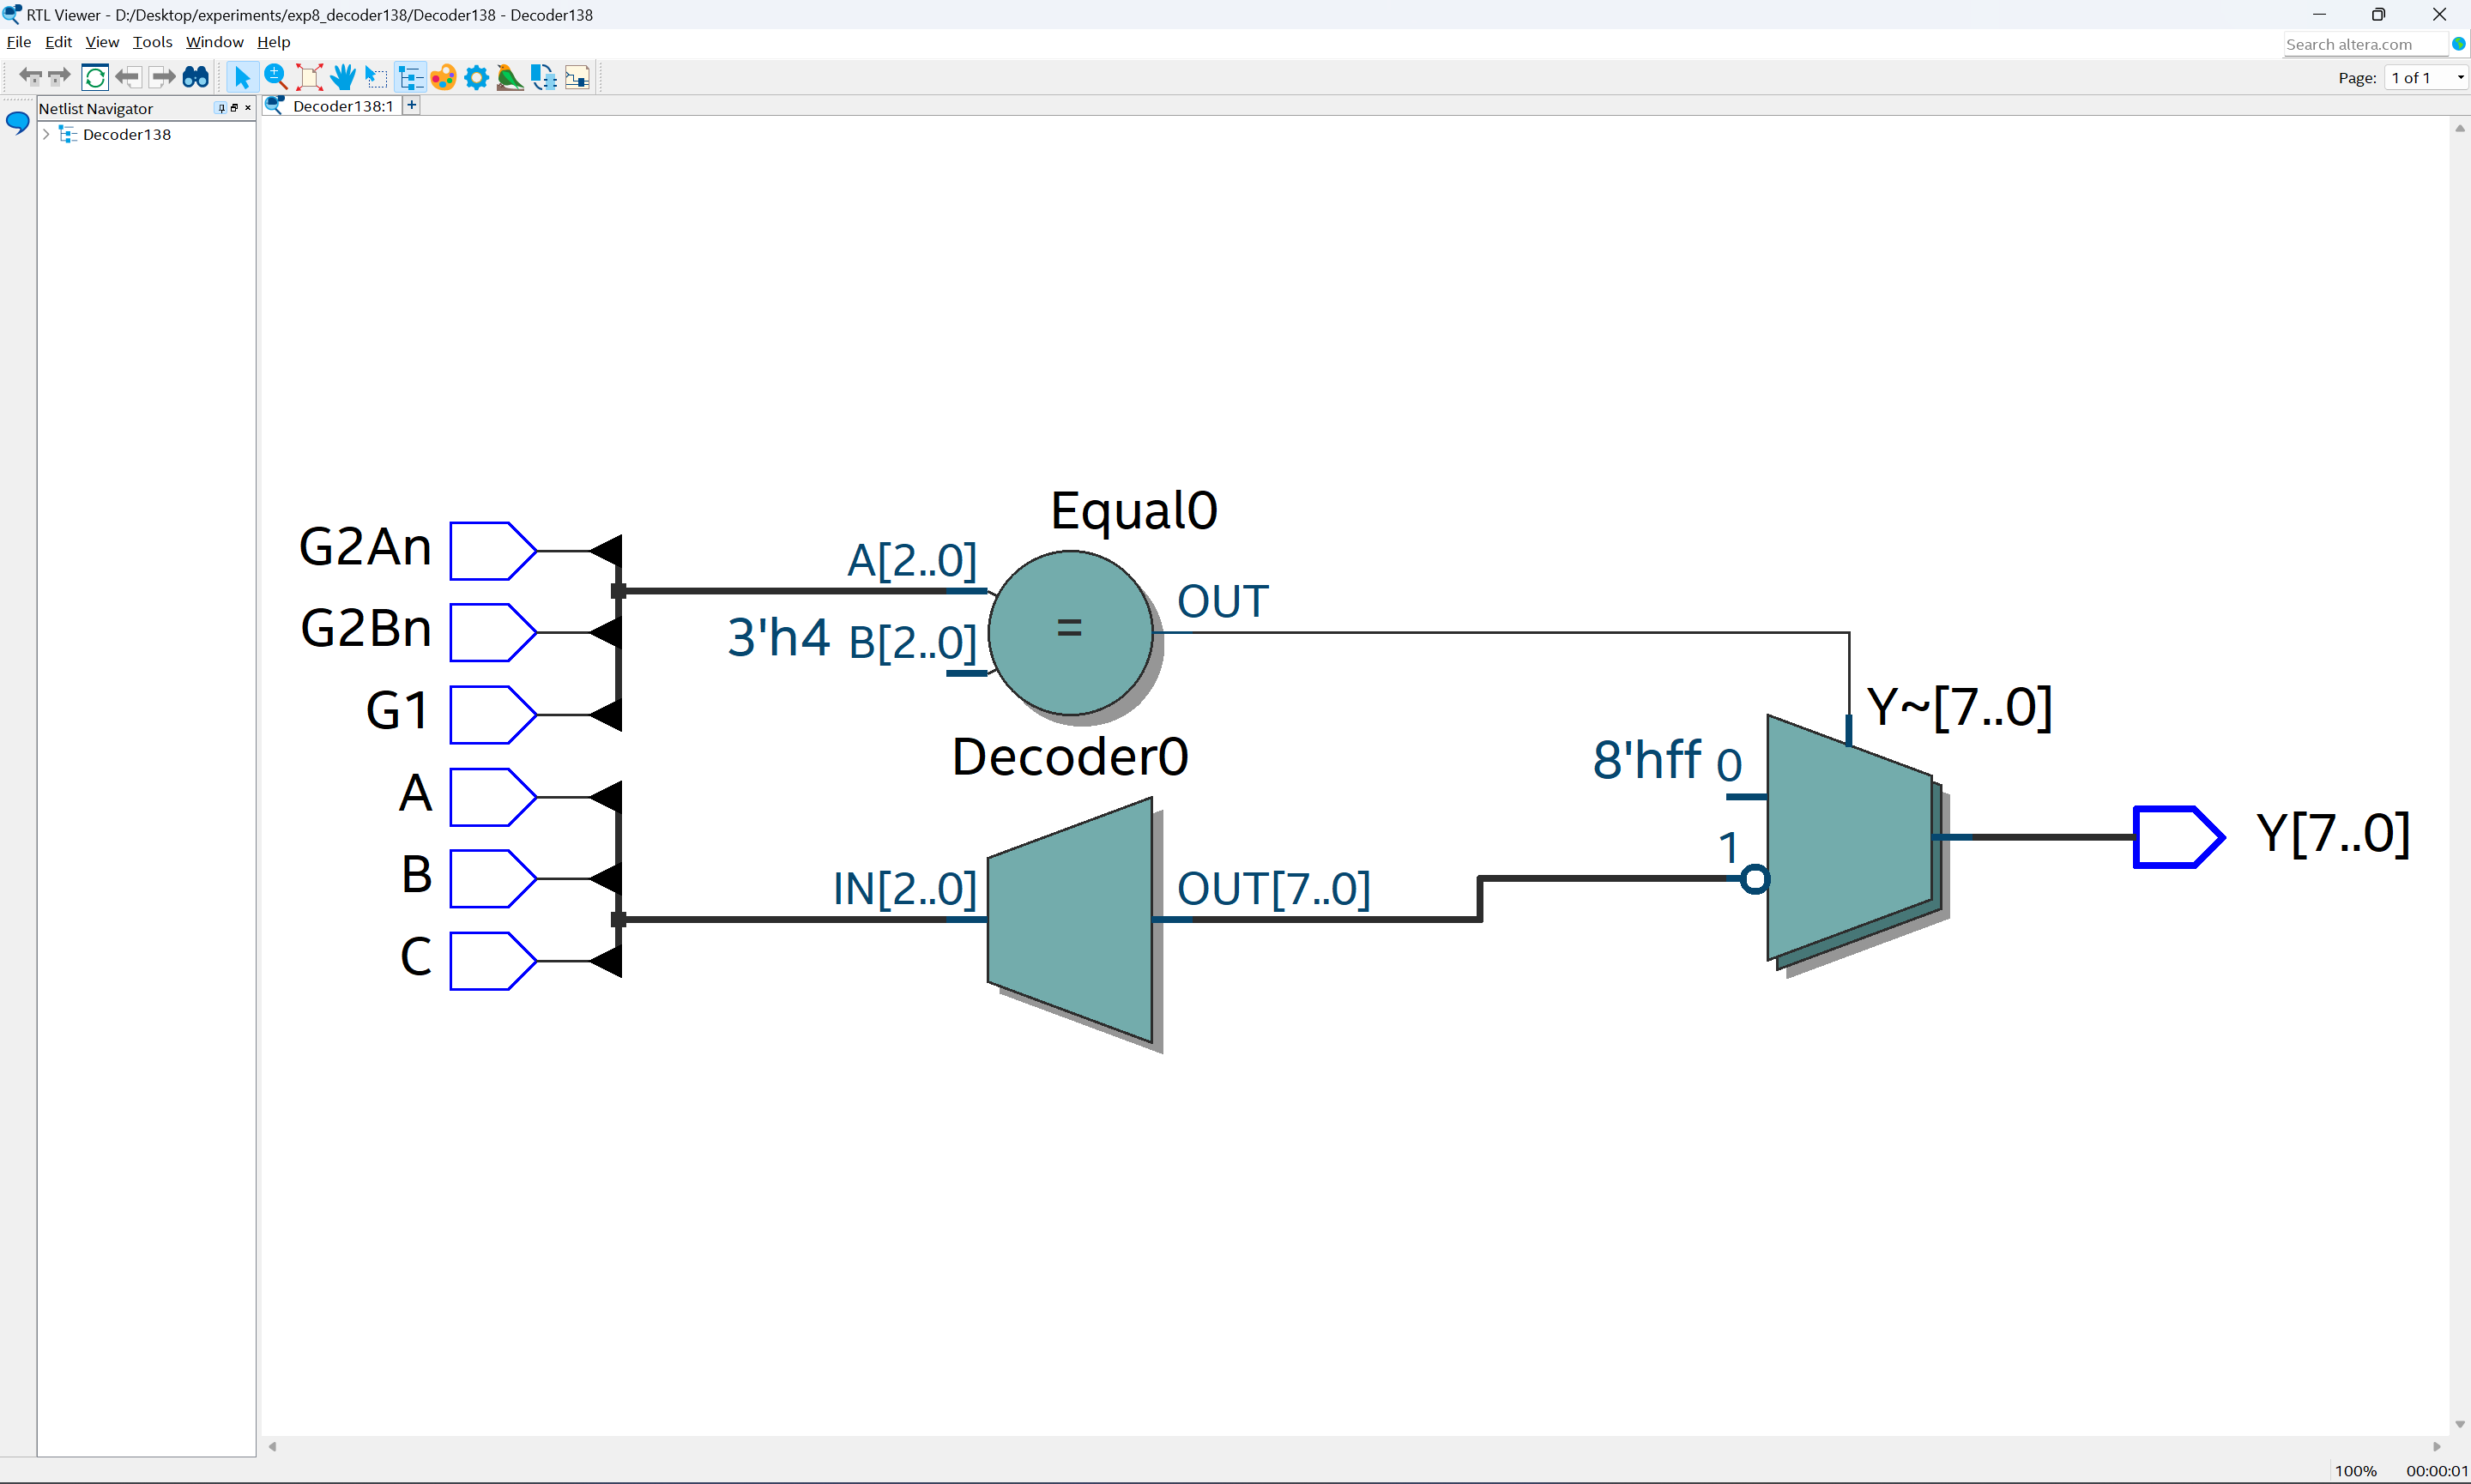 RTL Viewer - D:/Desktop/experiments/exp8_decoder138/Decoder138 - Decoder138
File Edit View Tools Window Help
Search altera.com
Page: 1 of 1
Netlist Navigator
Decoder138:1
Decoder138
Equal0
G2An
A[2..0]
OUT
G2Bn
3'h4 B[2..0]
=
G1
Y~[7..0]
Decoder0
8'hff 0
A
1
Y[7..0]
B
IN[2..0]
OUT[7..0]
C
100% 00:00:01